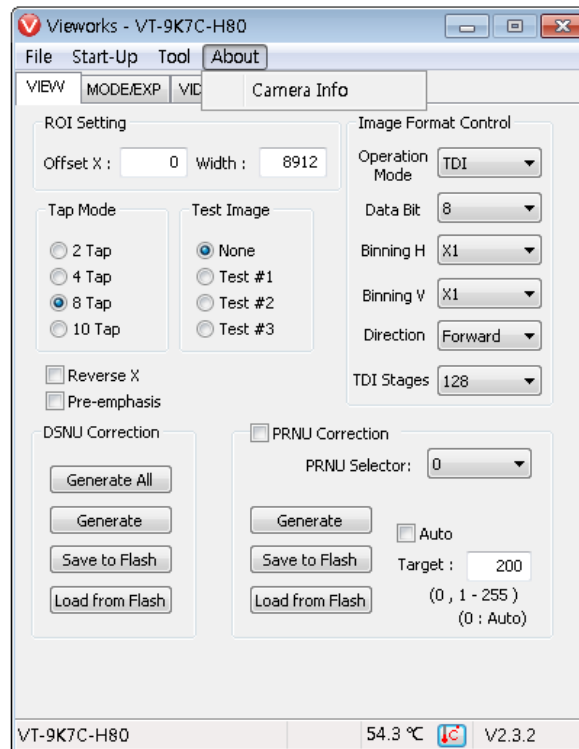 Vieworks - VT-9K7C-H80
File Start-Up Tool About
VIEW MODE/EXP VID
Camera Info
ROI Setting
Offset X : 0 Width : 8912
Image Format Control
Operation Mode TDI
Data Bit 8
Binning H X1
Binning V X1
Direction Forward
TDI Stages 128
Tap Mode
2 Tap
4 Tap
8 Tap
10 Tap
Test Image
None
Test #1
Test #2
Test #3
Reverse X
Pre-emphasis
DSNU Correction
Generate All
Generate
Save to Flash
Load from Flash
PRNU Correction
PRNU Selector: 0
Generate
Save to Flash
Load from Flash
Auto
Target : 200
(0 , 1 - 255 )
(0 : Auto)
VT-9K7C-H80 54.3 ℃ C V2.3.2